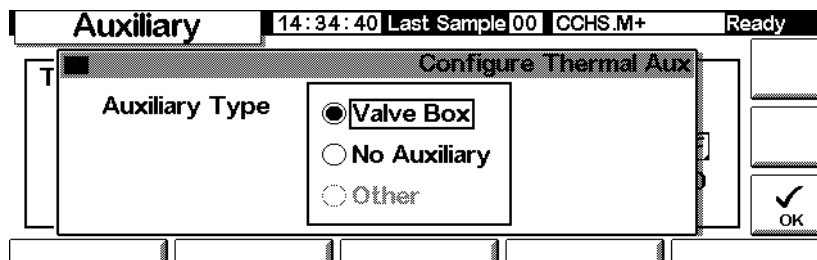 Auxiliary 14:34:40 Last Sample 00 CCHS.M+ Ready
T
Configure Thermal Aux
Auxiliary Type
Valve Box
No Auxiliary
Other
OK